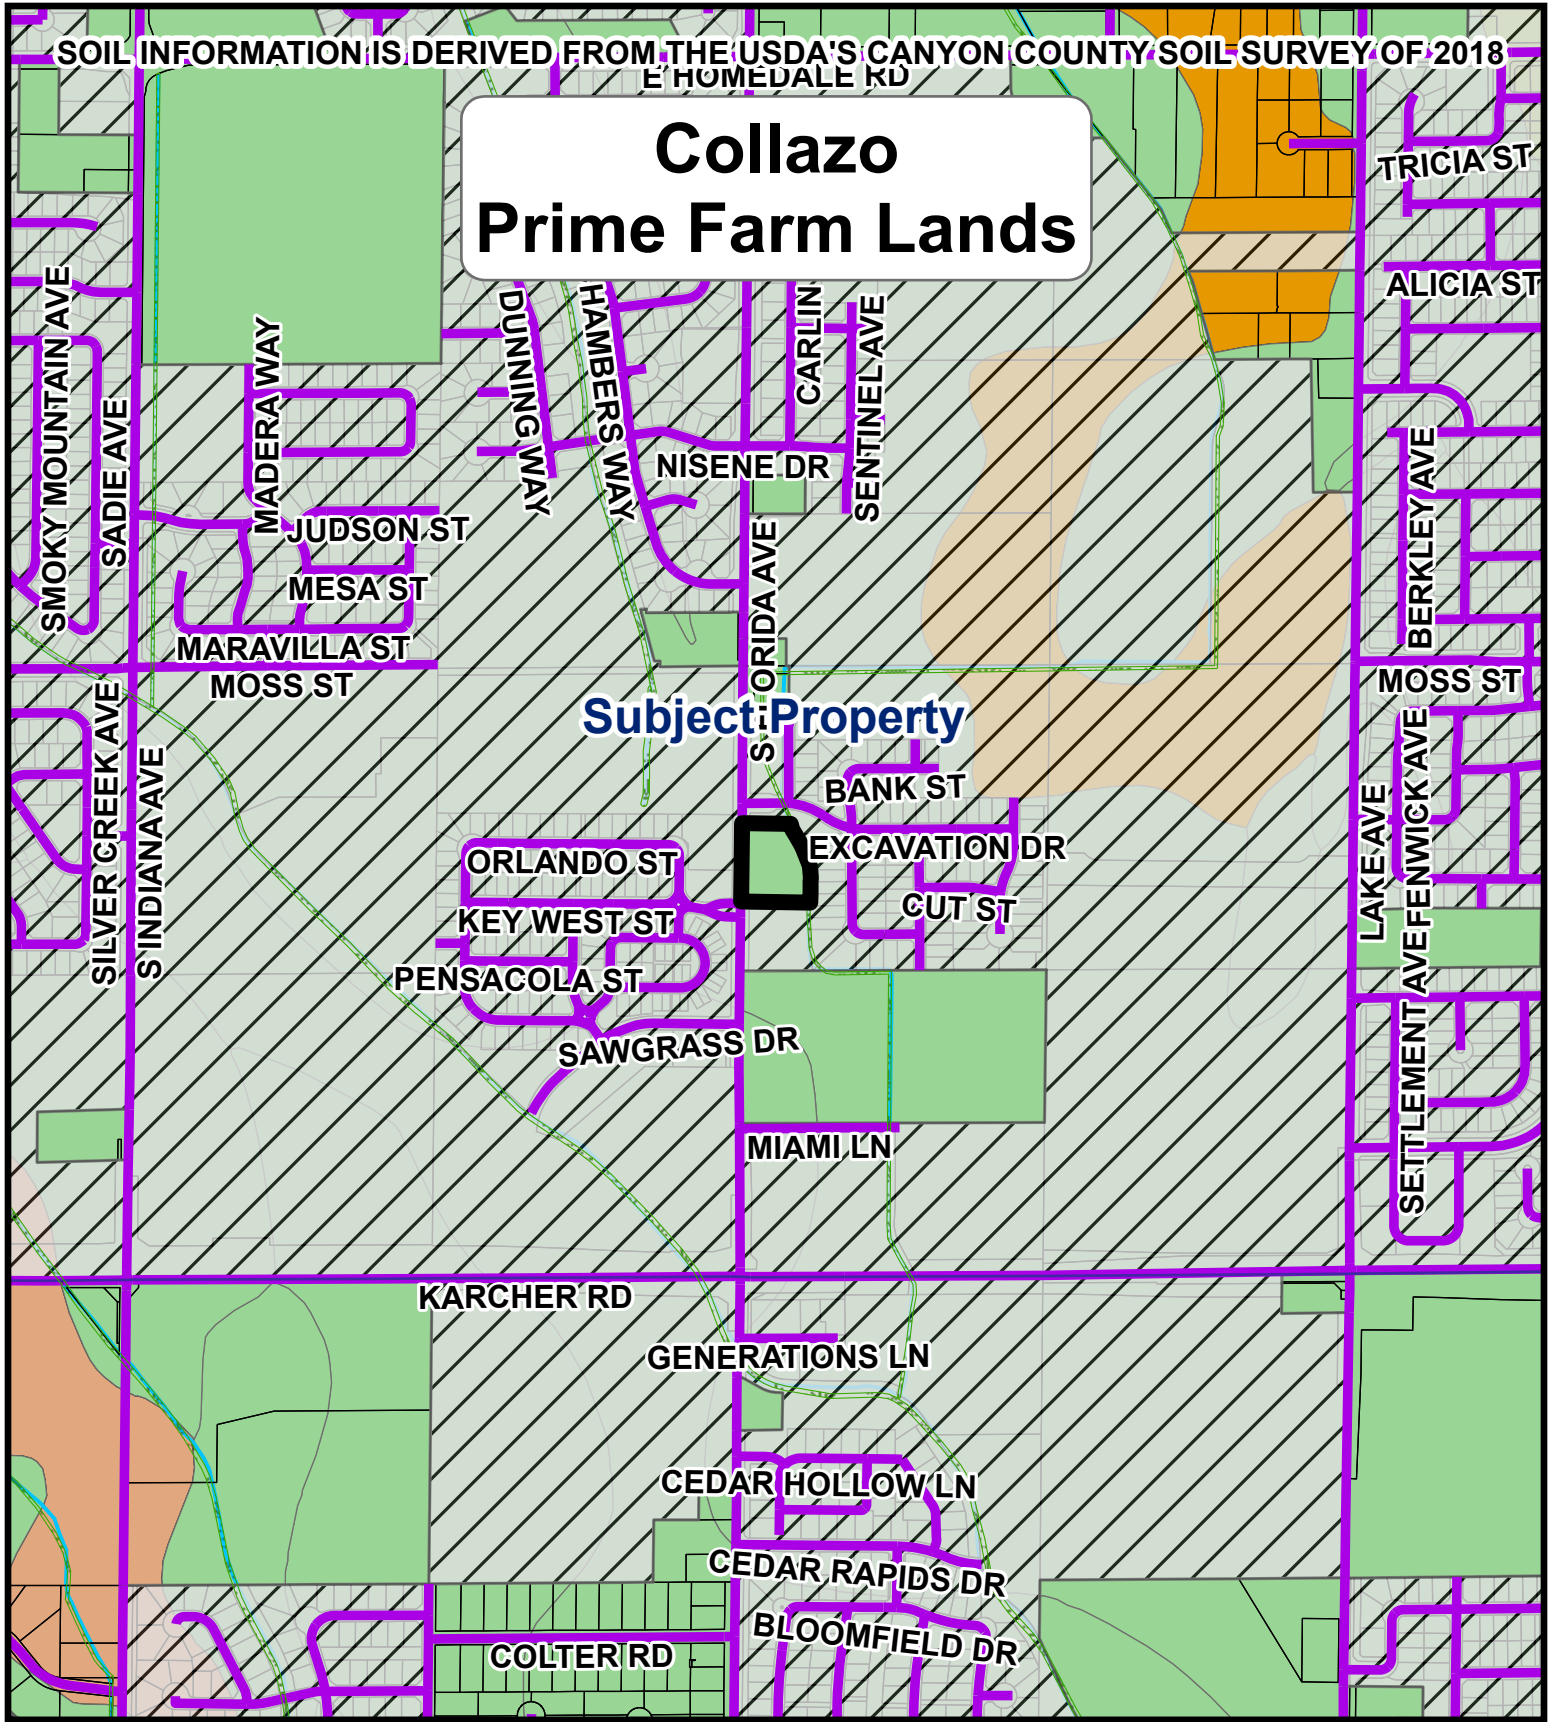 SOIL INFORMATION IS DERIVED FROM THE USDA'S CANYON COUNTY SOIL SURVEY OF 2018
E HOMEDALE RD
Collazo
Prime Farm Lands
TRICIA ST
ALICIA ST
SMOKY MOUNTAIN AVE
SADIE AVE
MADERA WAY
DUNNING WAY
HAMBERS WAY
CARLIN
SENTINEL AVE
NISENE DR
JUDSON ST
MESA ST
MARAVILLA ST
MOSS ST
BERKLEY AVE
MOSS ST
Subject Property
BANK ST
EXCAVATION DR
CUT ST
SILVER CREEK AVE
S INDIANA AVE
ORLANDO ST
KEY WEST ST
PENSACOLA ST
SAWGRASS DR
LAKE AVE
FENWICK AVE
SETTLEMENT AVE
MIAMI LN
KARCHER RD
GENERATIONS LN
CEDAR HOLLOW LN
CEDAR RAPIDS DR
BLOOMFIELD DR
COLTER RD